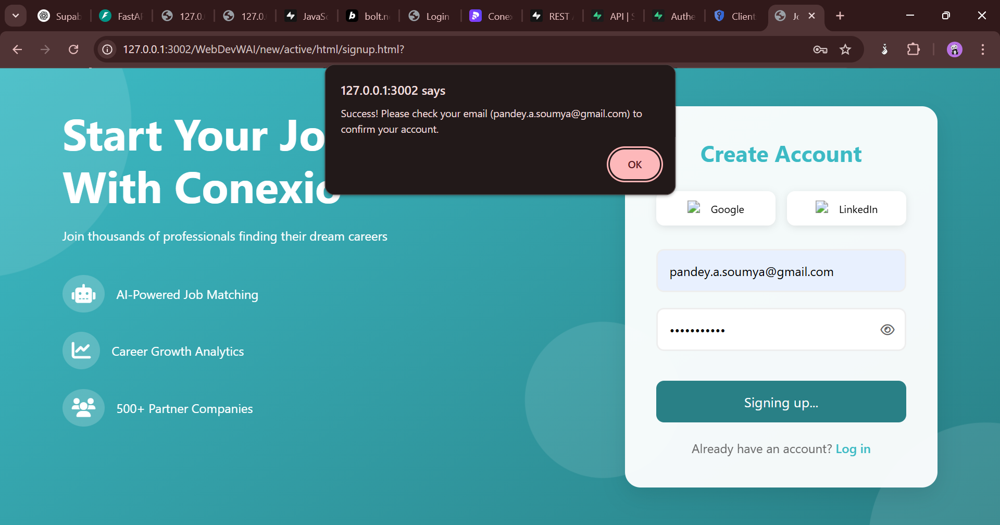 Supab
FastAP
127.0.
127.0.
JavaSc
bolt.n
Login
Conex
REST
API | S
Authe
Client
Jo
127.0.0.1:3002/WebDevWAI/new/active/html/signup.html?
127.0.0.1:3002 says
Success! Please check your email (pandey.a.soumya@gmail.com) to
confirm your account.
OK
Start Your Jo
With Conexio
Join thousands of professionals finding their dream careers
AI-Powered Job Matching
Career Growth Analytics
500+ Partner Companies
Create Account
Google
LinkedIn
pandey.a.soumya@gmail.com
Signing up...
Already have an account? Log in